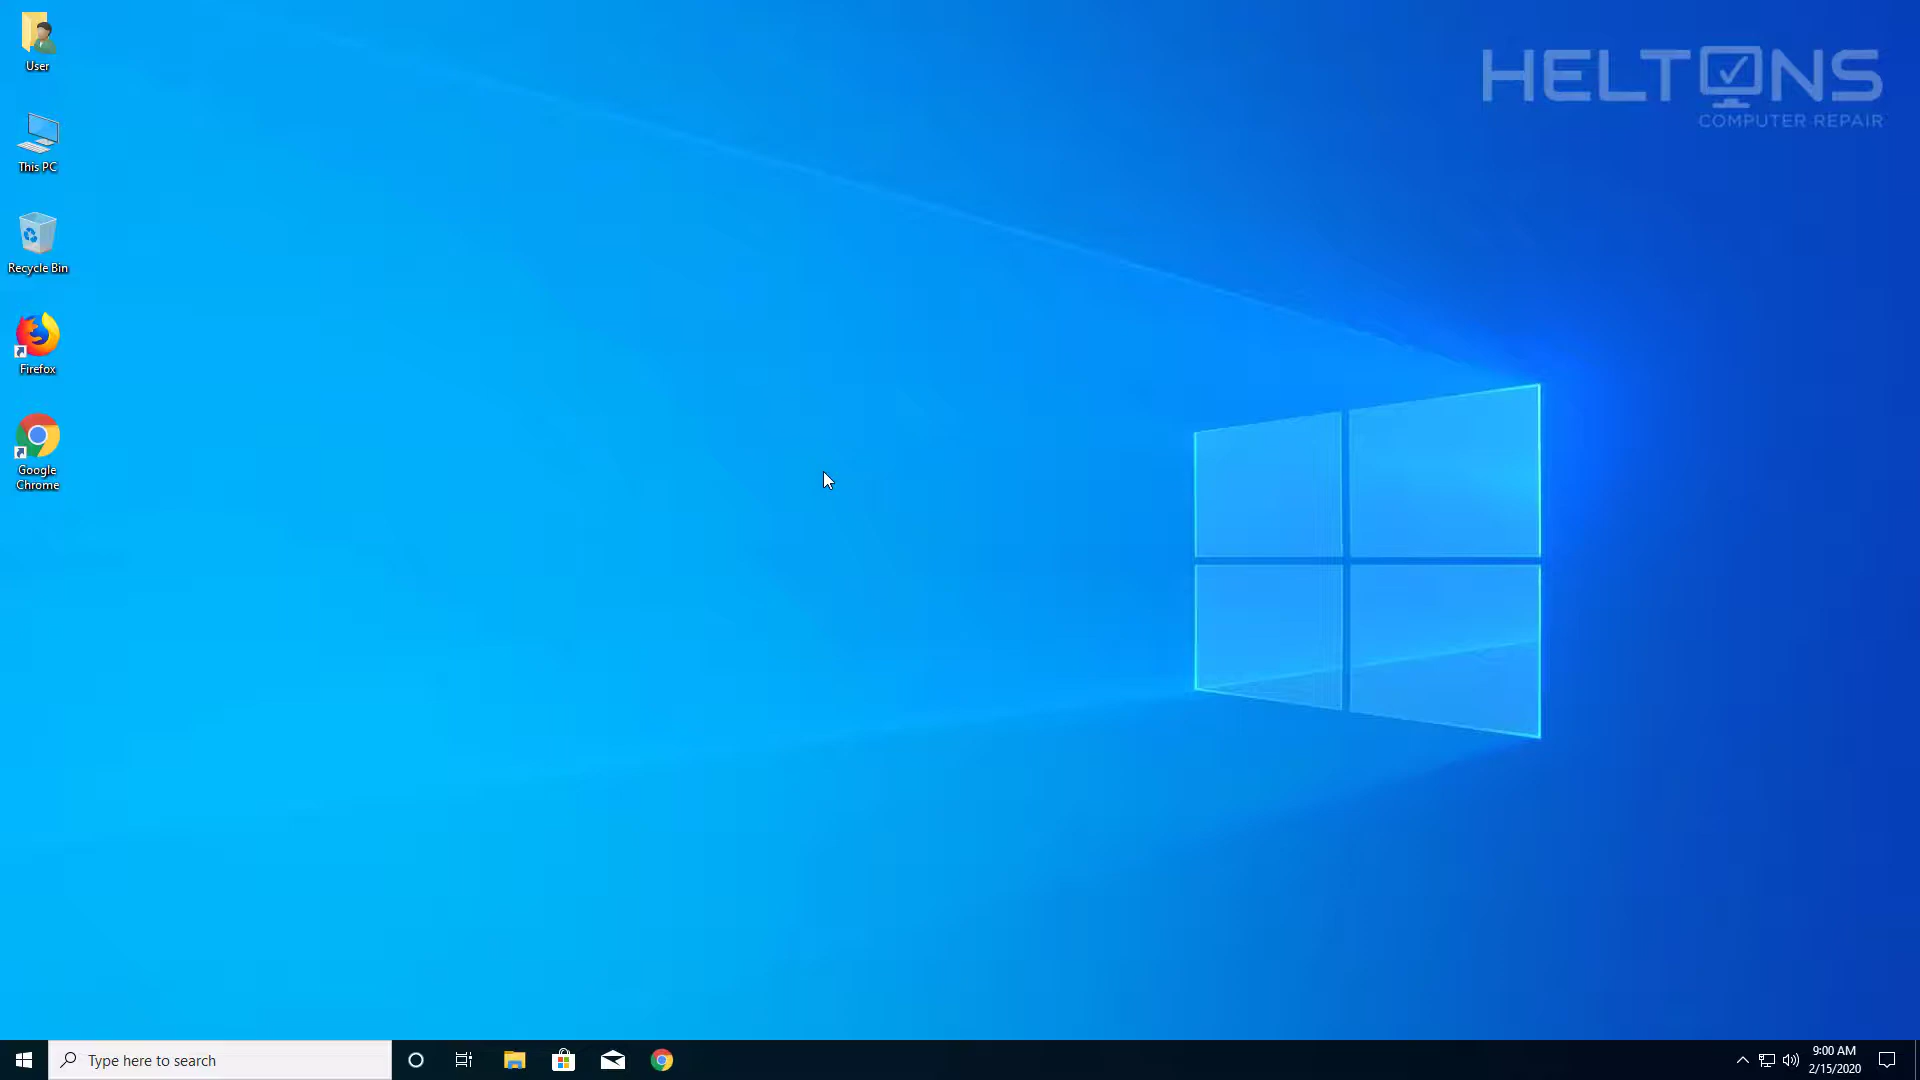 User
This PC
Recycle Bin
Firefox
Google
Chrome
HELTONS
COMPUTER REPAIR
Type here to search
9:00 AM
2/15/2020